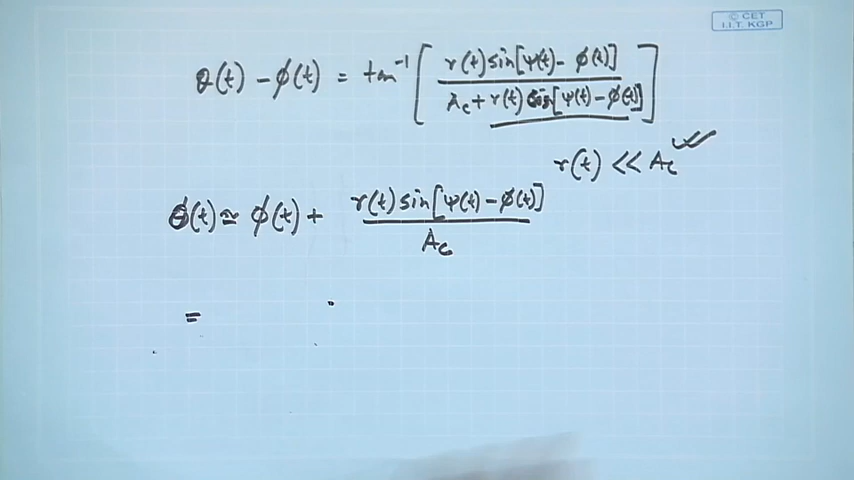 © CET
I.I.T. KGP
θ(t) − φ(t) = tan⁻¹ [ r(t) sin[ψ(t) − φ(t)] / A_c + r(t) cos[ψ(t) − φ(t)] ]
r(t) << A_c ✓✓
θ(t) ≃ φ(t) + r(t) sin[ψ(t) − φ(t)] / A_c
=